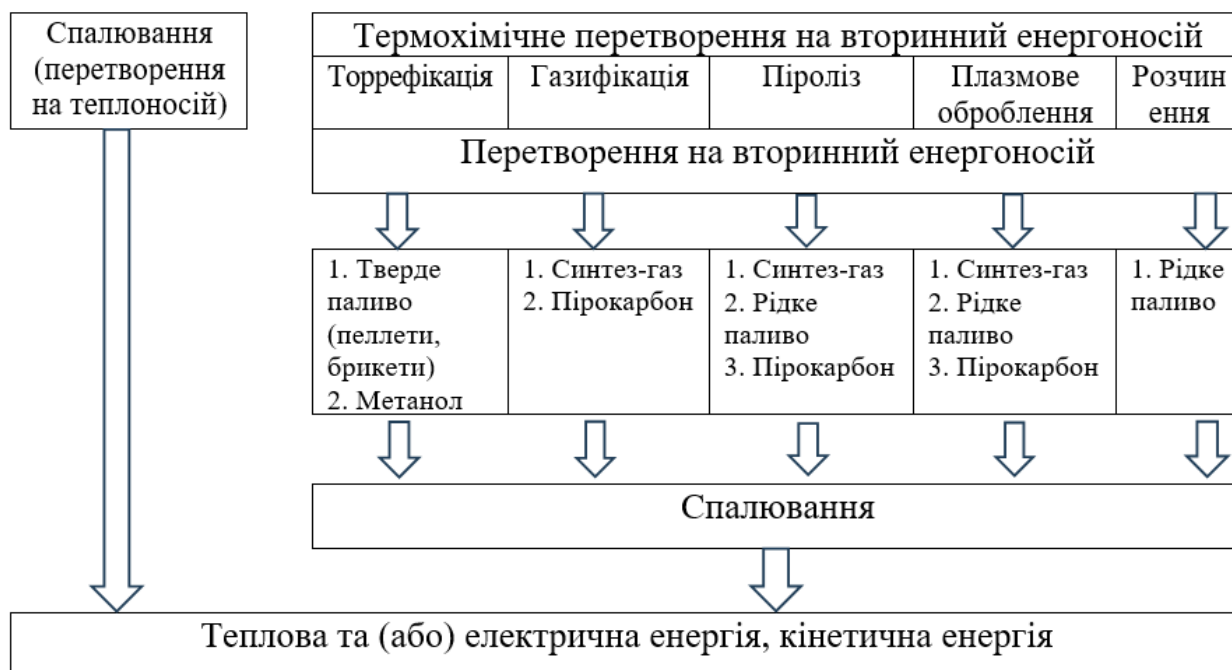 Спалювання
(перетворення
на теплоносій)
Термохімічне перетворення на вторинний енергоносій
Торрефікація
Газифікація
Піроліз
Плазмове
оброблення
Розчин
ення
Перетворення на вторинний енергоносій
1. Тверде
паливо
(пеллети,
брикети)
2. Метанол
1. Синтез-газ
2. Пірокарбон
1. Синтез-газ
2. Рідке
паливо
3. Пірокарбон
1. Синтез-газ
2. Рідке
паливо
3. Пірокарбон
1. Рідке
паливо
Спалювання
Теплова та (або) електрична енергія, кінетична енергія